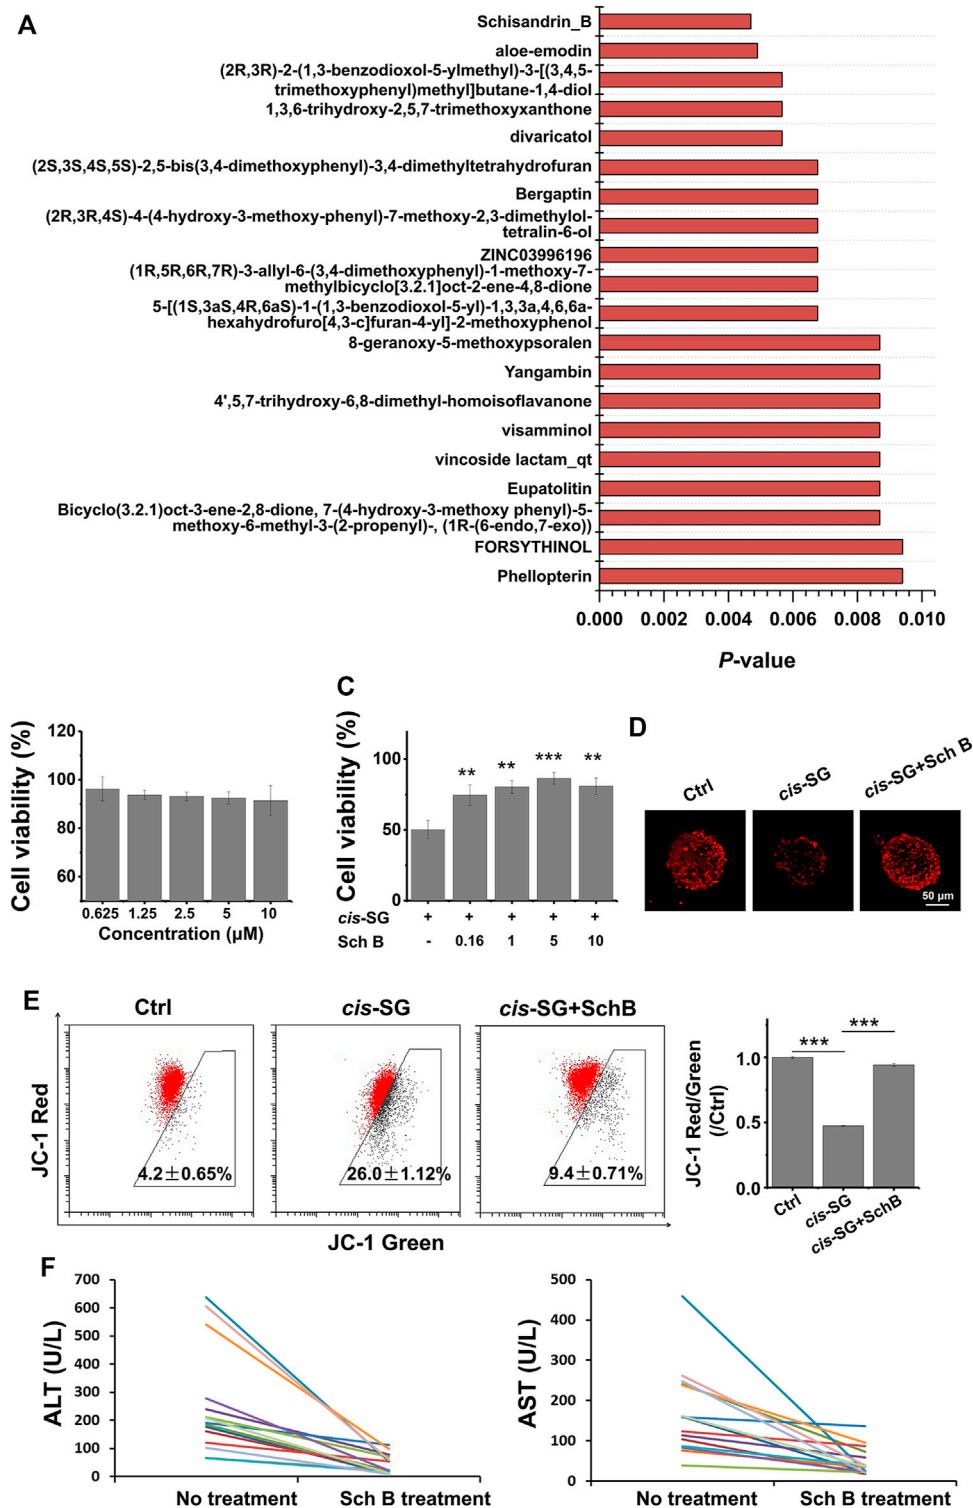 A
Schisandrin_B
aloe-emodin
(2R,3R)-2-(1,3-benzodioxol-5-ylmethyl)-3-[(3,4,5-
trimethoxyphenyl)methyl]butane-1,4-diol
1,3,6-trihydroxy-2,5,7-trimethoxyxanthone
divaricatol
(2S,3S,4S,5S)-2,5-bis(3,4-dimethoxyphenyl)-3,4-dimethyltetrahydrofuran
Bergaptin
(2R,3R,4S)-4-(4-hydroxy-3-methoxy-phenyl)-7-methoxy-2,3-dimethylol-
tetralin-6-ol
ZINC03996196
(1R,5R,6R,7R)-3-allyl-6-(3,4-dimethoxyphenyl)-1-methoxy-7-
methylbicyclo[3.2.1]oct-2-ene-4,8-dione
5-[(1S,3aS,4R,6aS)-1-(1,3-benzodioxol-5-yl)-1,3,3a,4,6,6a-
hexahydrofuro[4,3-c]furan-4-yl]-2-methoxyphenol
8-geranoxy-5-methoxypsoralen
Yangambin
4',5,7-trihydroxy-6,8-dimethyl-homoisoflavanone
visamminol
vincoside lactam_qt
Eupatolitin
Bicyclo(3.2.1)oct-3-ene-2,8-dione, 7-(4-hydroxy-3-methoxy phenyl)-5-
methoxy-6-methyl-3-(2-propenyl)-, (1R-(6-endo,7-exo))
FORSYTHINOL
Phellopterin
0.000 0.002 0.004 0.006 0.008 0.010
P-value
Cell viability (%)
120
100
80
60
0.625 1.25 2.5 5 10
Concentration (µM)
C
Cell viability (%)
100
50
0
** ** *** **
cis-SG + + + + +
Sch B - 0.16 1 5 10
D
Ctrl cis-SG cis-SG+Sch B
50 µm
E
Ctrl cis-SG cis-SG+SchB
JC-1 Red
4.2±0.65% 26.0±1.12% 9.4±0.71%
JC-1 Green
JC-1 Red/Green
(/Ctrl)
1.0
0.5
0.0
*** ***
Ctrl cis-SG cis-SG+SchB
F
ALT (U/L)
700
600
500
400
300
200
100
0
No treatment Sch B treatment
AST (U/L)
500
400
300
200
100
0
No treatment Sch B treatment